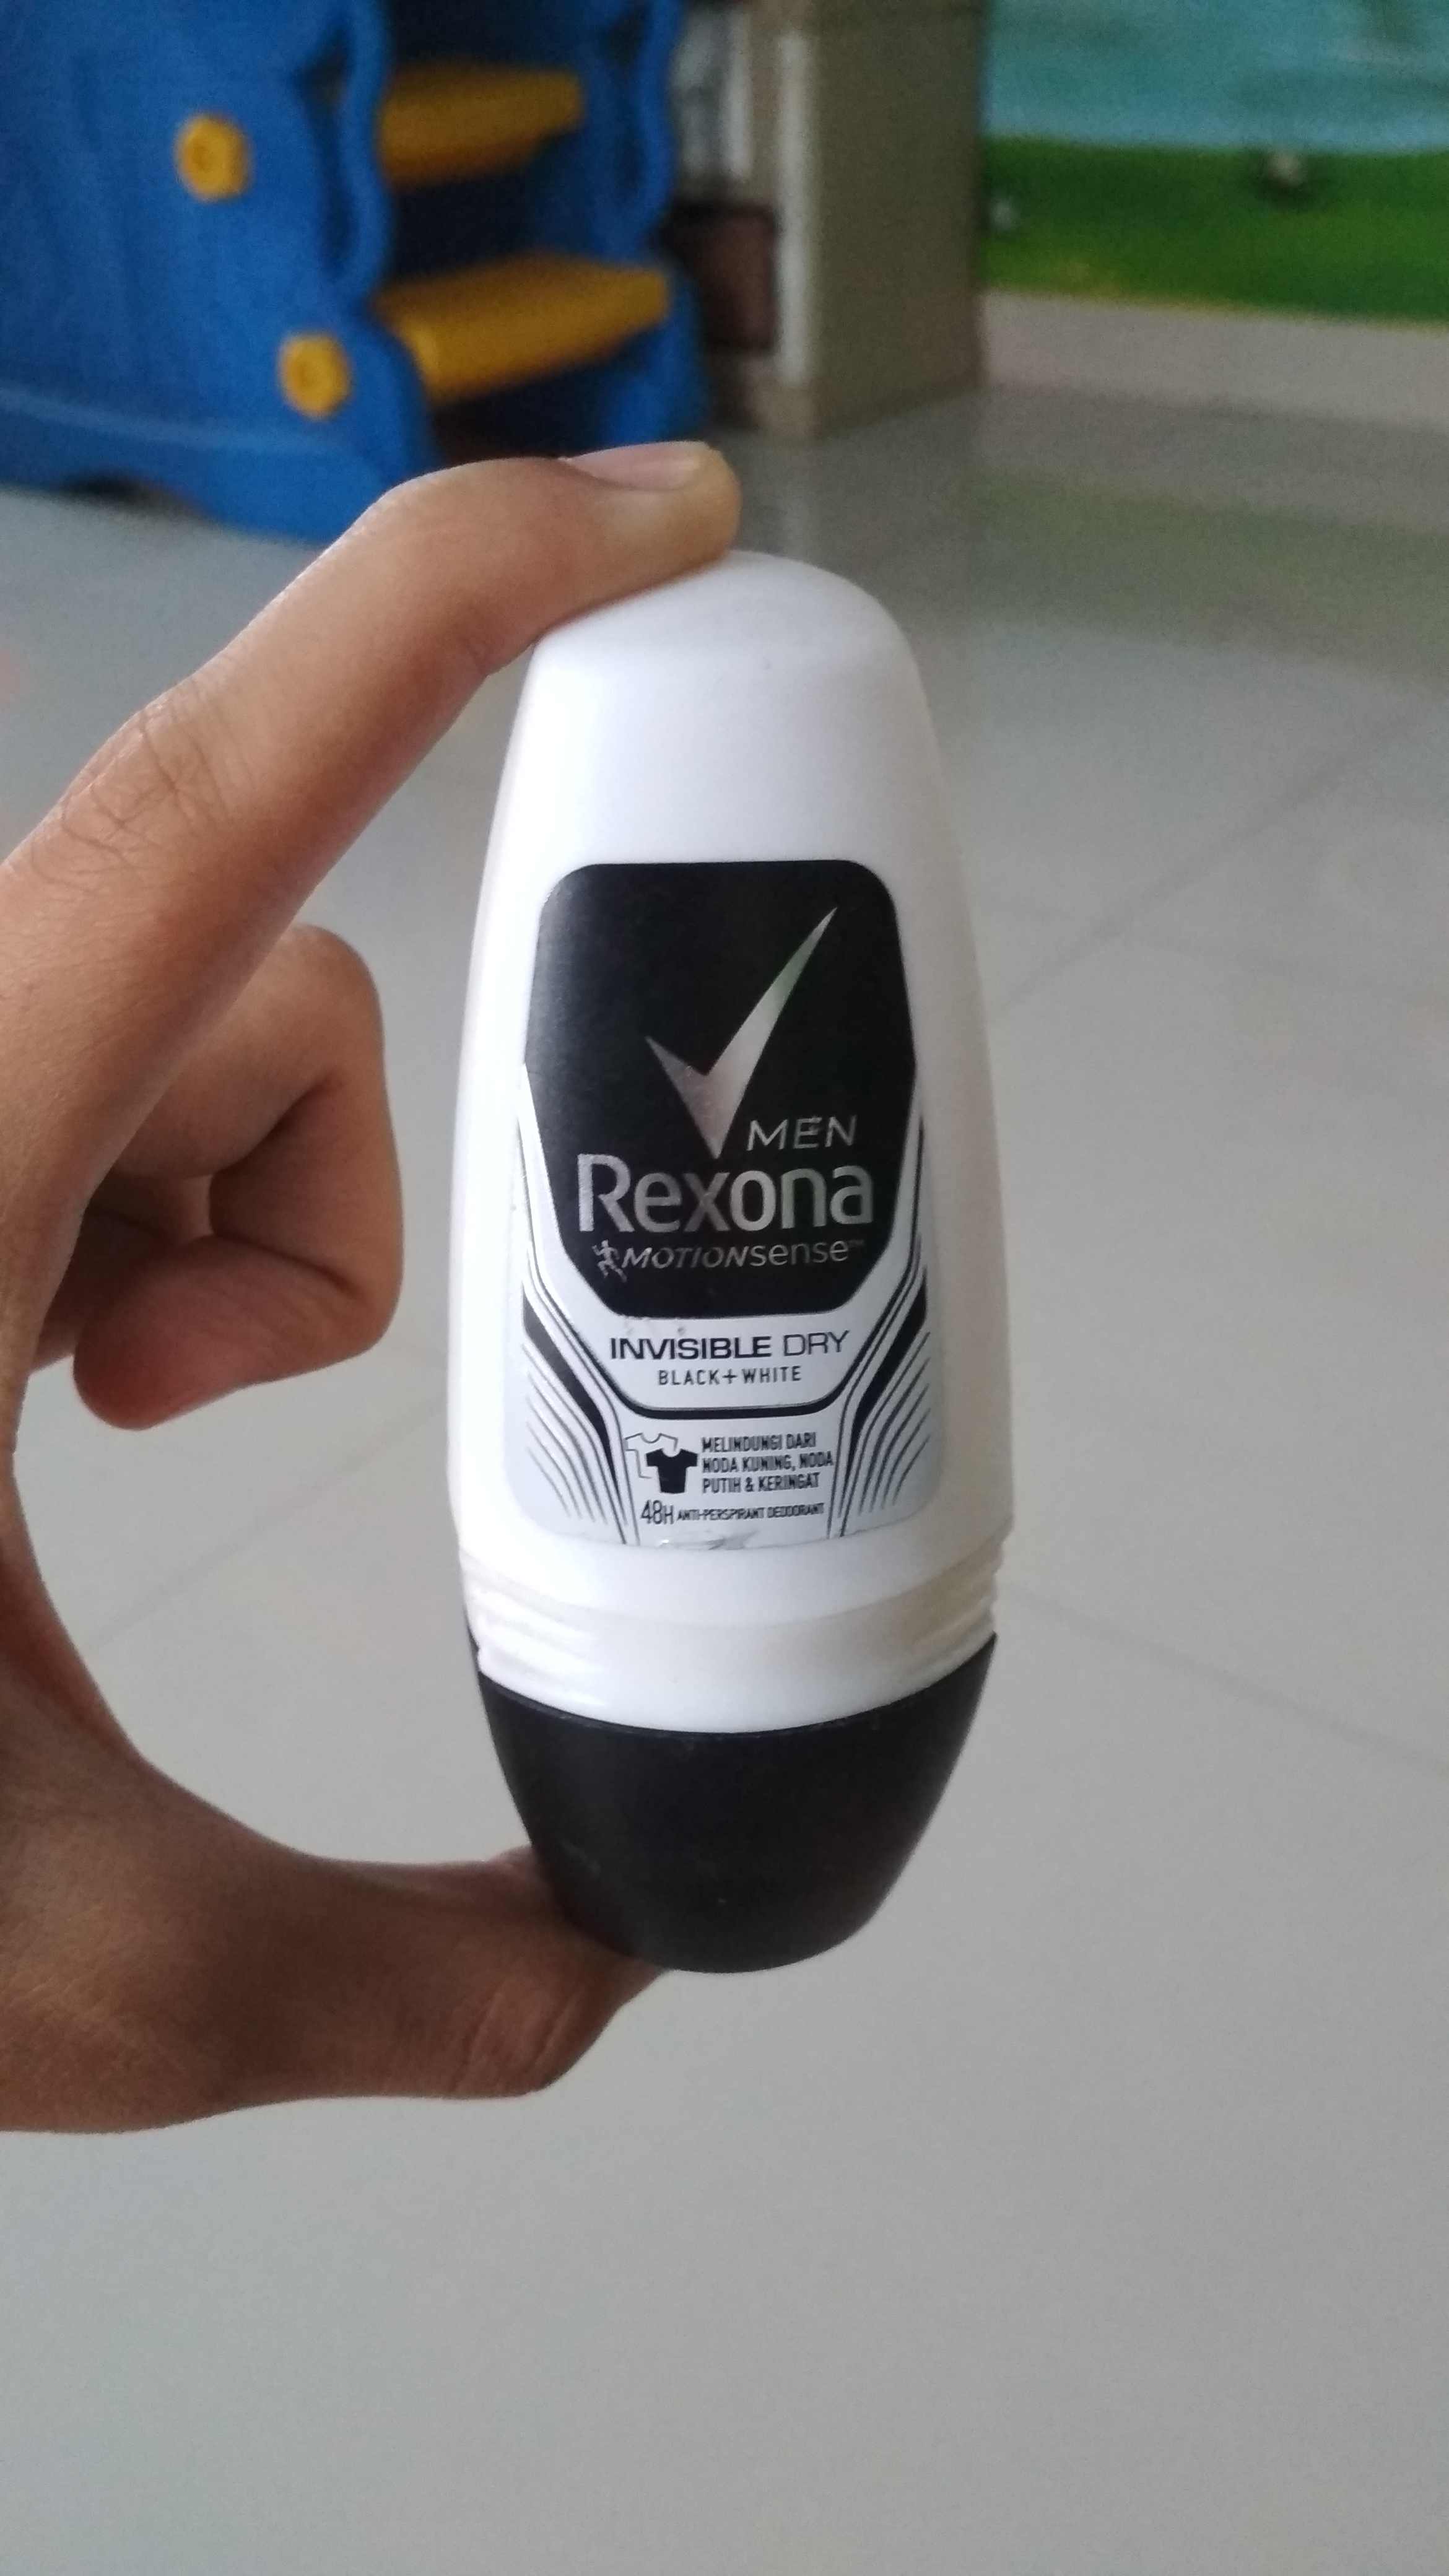 MEN
Rexona
MOTIONsense™
INVISIBLE DRY
BLACK+WHITE
MELINDUNGI DARI
NODA KUNING, NODA
PUTIH & KERINGAT
48H ANTI-PERSPIRANT DEODORANT